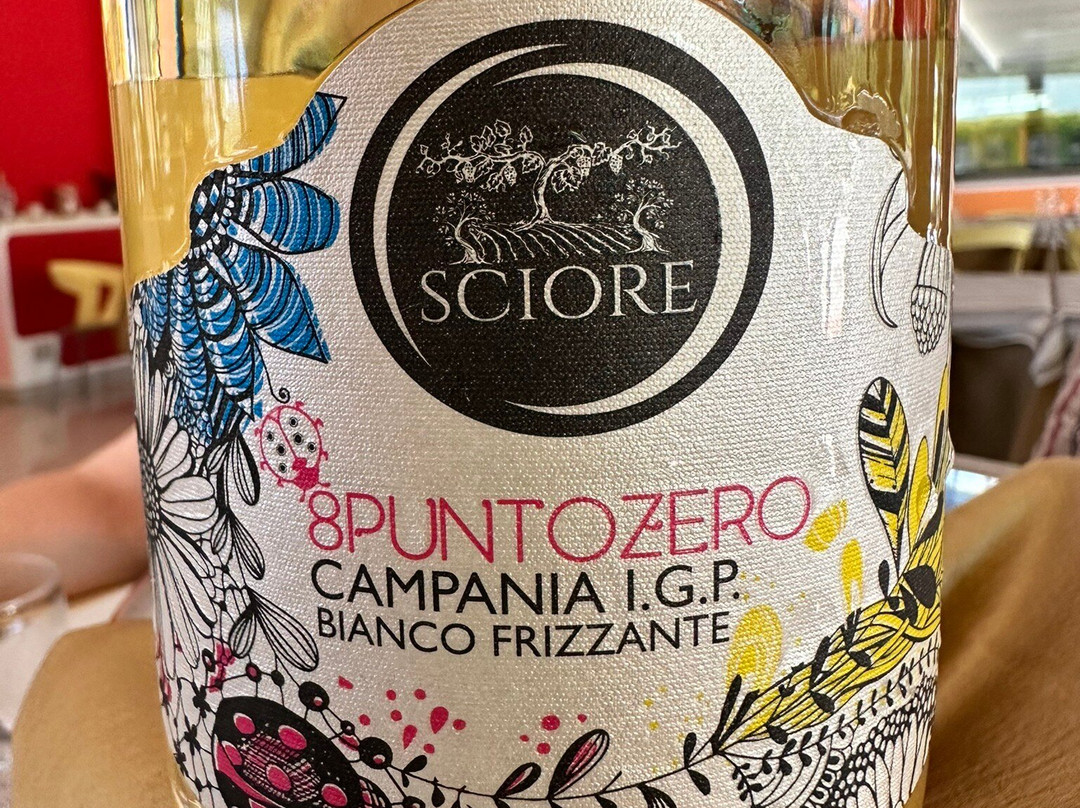 SCIORE
8PUNTOZERO
CAMPANIA I.G.P.
BIANCO FRIZZANTE